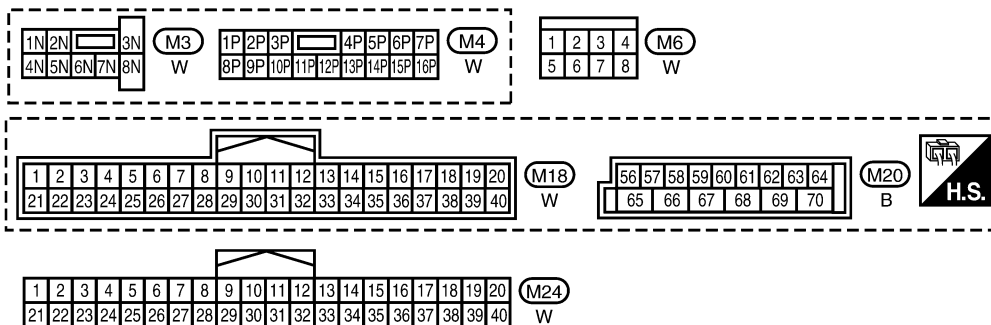 1N 2N 3N
4N 5N 6N 7N 8N
M3
W
1P 2P 3P 4P 5P 6P 7P
8P 9P 10P 11P 12P 13P 14P 15P 16P
M4
W
1 2 3 4
5 6 7 8
M6
W
1 2 3 4 5 6 7 8 9 10 11 12 13 14 15 16 17 18 19 20
21 22 23 24 25 26 27 28 29 30 31 32 33 34 35 36 37 38 39 40
M18
W
56 57 58 59 60 61 62 63 64
65 66 67 68 69 70
M20
B
H.S.
1 2 3 4 5 6 7 8 9 10 11 12 13 14 15 16 17 18 19 20
21 22 23 24 25 26 27 28 29 30 31 32 33 34 35 36 37 38 39 40
M24
W